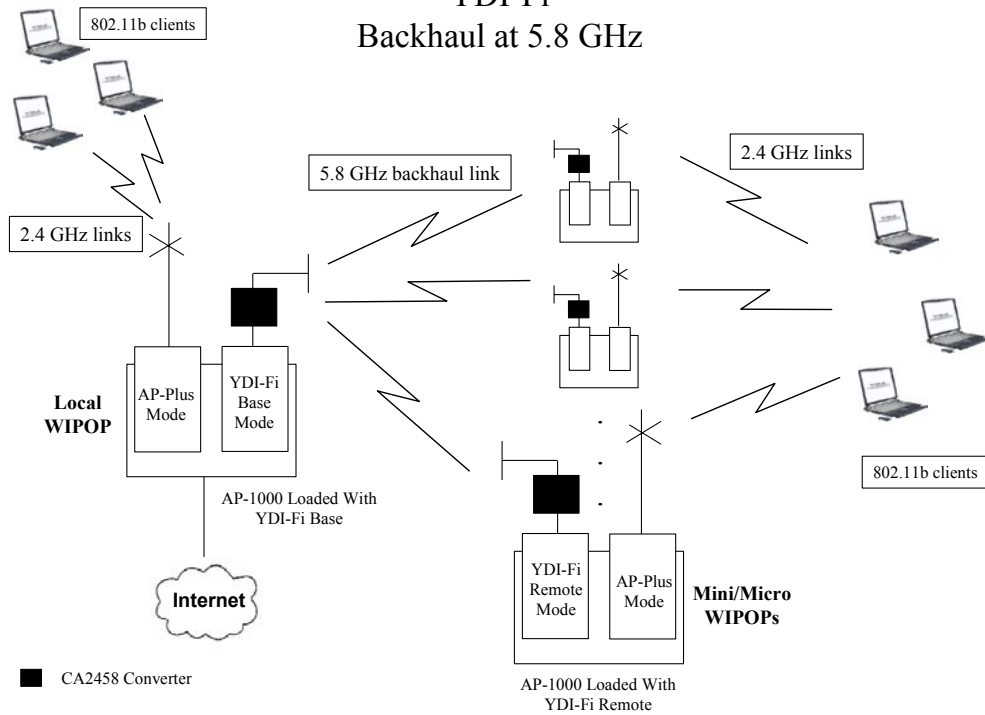 YDI-Fi
Backhaul at 5.8 GHz
802.11b clients
5.8 GHz backhaul link
2.4 GHz links
2.4 GHz links
AP-Plus
Mode
YDI-Fi
Base
Mode
Local
WIPOP
AP-1000 Loaded With
YDI-Fi Base
802.11b clients
YDI-Fi
Remote
Mode
AP-Plus
Mode
Mini/Micro
WIPOPs
Internet
CA2458 Converter
AP-1000 Loaded With
YDI-Fi Remote